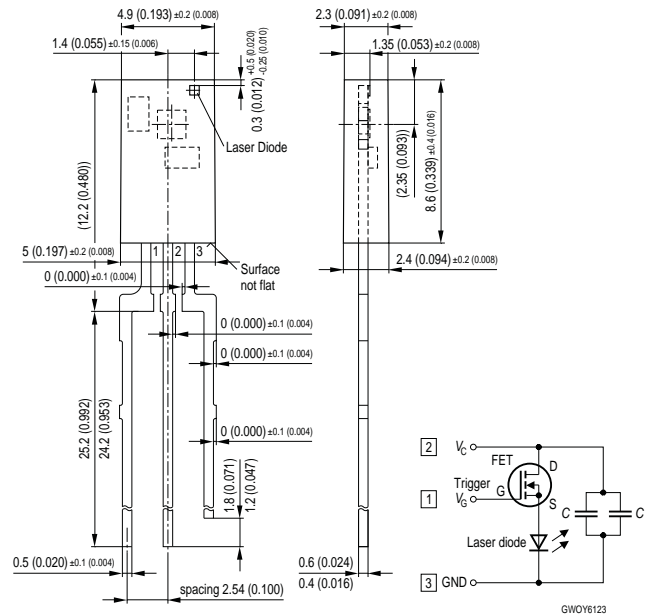 4.9 (0.193) ±0.2 (0.008)
1.4 (0.055) ±0.15 (0.006)
0.3 (0.012) +0.5 (0.020) -0.25 (0.010)
Laser Diode
(12.2 (0.480))
1 2 3
5 (0.197) ±0.2 (0.008)
Surface
not flat
0 (0.000) ±0.1 (0.004)
0 (0.000) ±0.1 (0.004)
0 (0.000) ±0.1 (0.004)
0 (0.000) ±0.1 (0.004)
25.2 (0.992)
24.2 (0.953)
1.8 (0.071)
1.2 (0.047)
0.5 (0.020) ±0.1 (0.004)
spacing 2.54 (0.100)
2.3 (0.091) ±0.2 (0.008)
1.35 (0.053) ±0.2 (0.008)
(2.35 (0.093))
8.6 (0.339) ±0.4 (0.016)
2.4 (0.094) ±0.2 (0.008)
0.6 (0.024)
0.4 (0.016)
2 VC
FET
D
Trigger
1 VG
G
S
C C
Laser diode
3 GND
GWOY6123